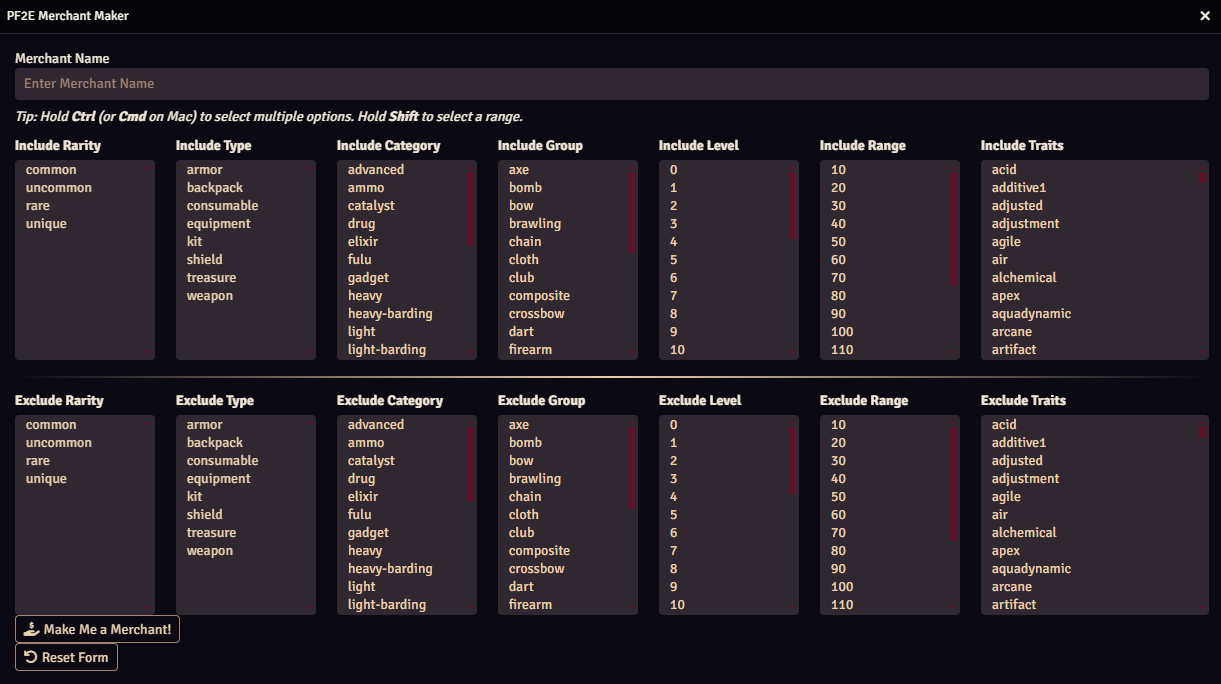 PF2E Merchant Maker
Merchant Name
Enter Merchant Name
Tip: Hold Ctrl (or Cmd on Mac) to select multiple options. Hold Shift to select a range.
Include Rarity
common
uncommon
rare
unique
Include Type
armor
backpack
consumable
equipment
kit
shield
treasure
weapon
Include Category
advanced
ammo
catalyst
drug
elixir
fulu
gadget
heavy
heavy-barding
light
light-barding
Include Group
axe
bomb
bow
brawling
chain
cloth
club
composite
crossbow
dart
firearm
Include Level
0
1
2
3
4
5
6
7
8
9
10
Include Range
10
20
30
40
50
60
70
80
90
100
110
Include Traits
acid
additive1
adjusted
adjustment
agile
air
alchemical
apex
aquadynamic
arcane
artifact
Exclude Rarity
common
uncommon
rare
unique
Exclude Type
armor
backpack
consumable
equipment
kit
shield
treasure
weapon
Exclude Category
advanced
ammo
catalyst
drug
elixir
fulu
gadget
heavy
heavy-barding
light
light-barding
Exclude Group
axe
bomb
bow
brawling
chain
cloth
club
composite
crossbow
dart
firearm
Exclude Level
0
1
2
3
4
5
6
7
8
9
10
Exclude Range
10
20
30
40
50
60
70
80
90
100
110
Exclude Traits
acid
additive1
adjusted
adjustment
agile
air
alchemical
apex
aquadynamic
arcane
artifact
Make Me a Merchant!
Reset Form